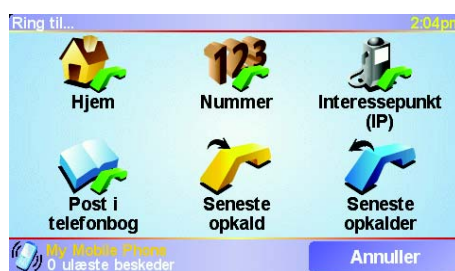 Ring til...
2:04pm
123
Hjem
Nummer
Interessepunkt
(IP)
Post i
telefonbog
Seneste
opkald
Seneste
opkalder
My Mobile Phone
0 ulæste beskeder
Annuller